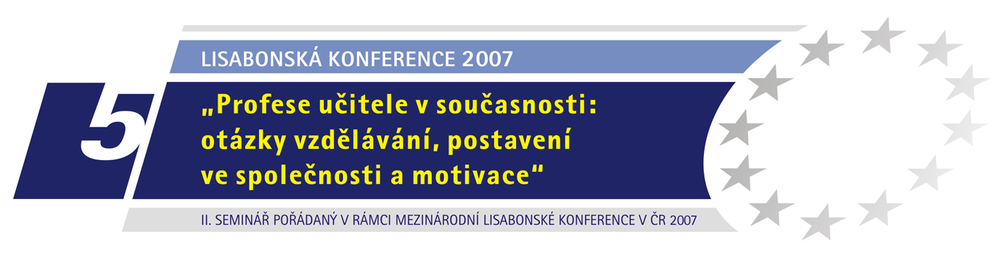 LISABONSKÁ KONFERENCE 2007
5
„Profese učitele v současnosti:
otázky vzdělávání, postavení
ve společnosti a motivace“
II. SEMINÁŘ POŘÁDANÝ V RÁMCI MEZINÁRODNÍ LISABONSKÉ KONFERENCE V ČR 2007